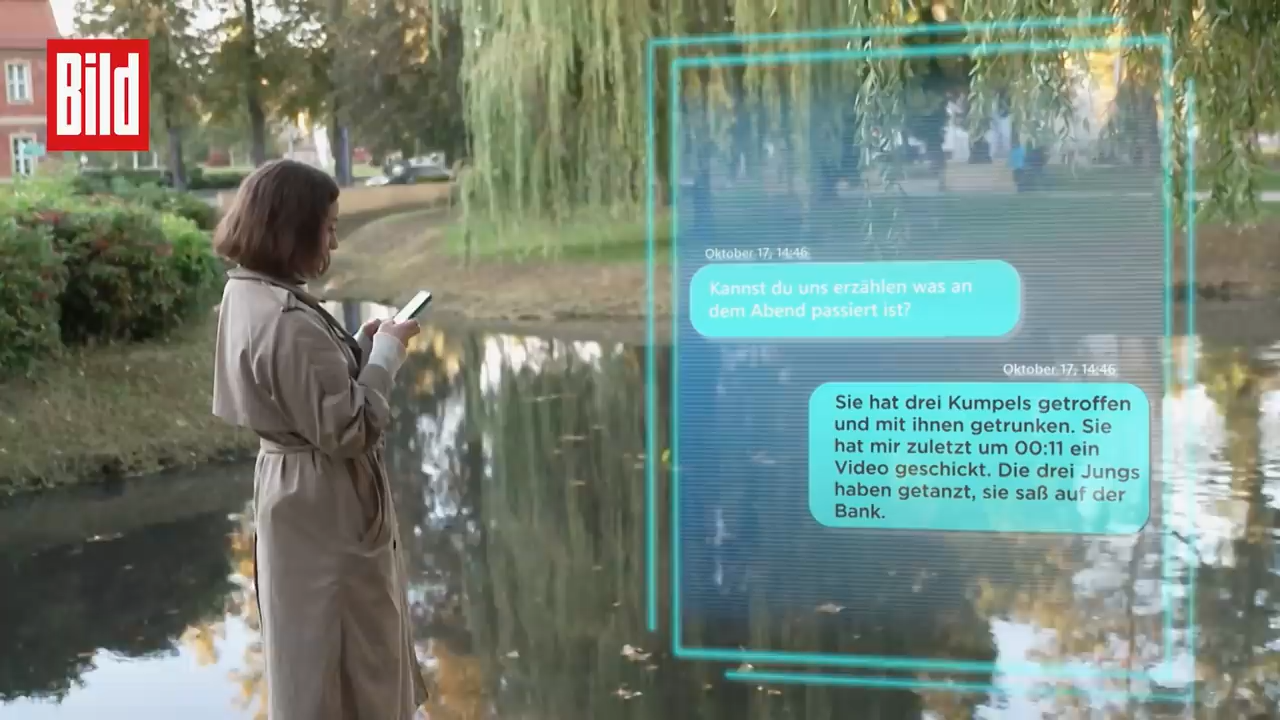 Bild
Oktober 17, 14:46
Kannst du uns erzählen was an
dem Abend passiert ist?
Oktober 17, 14:46
Sie hat drei Kumpels getroffen
und mit ihnen getrunken. Sie
hat mir zuletzt um 00:11 ein
Video geschickt. Die drei Jungs
haben getanzt, sie saß auf der
Bank.